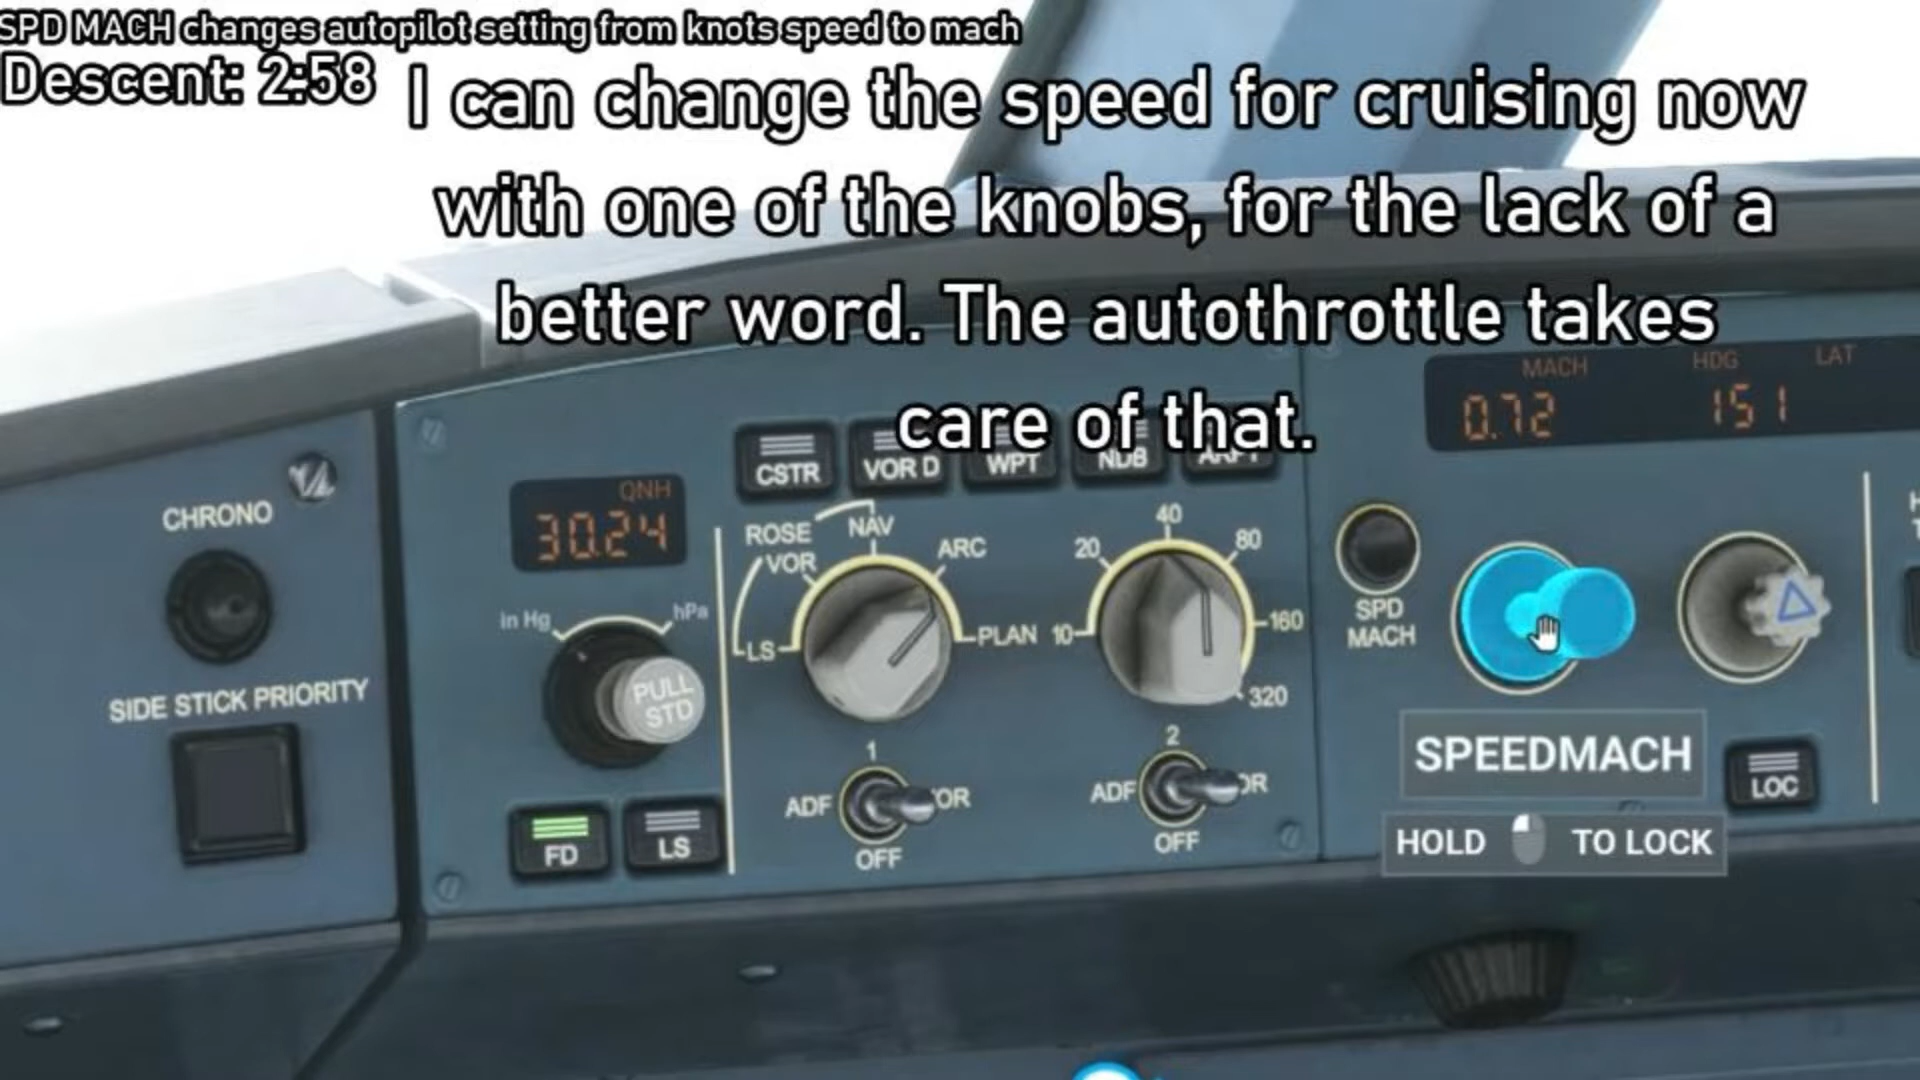 SPD MACH changes autopilot setting from knots speed to mach
Descent: 2:58
I can change the speed for cruising now
with one of the knobs, for the lack of a
better word. The autothrottle takes
care of that.
MACH HDG LAT
0.72 151
CSTR VOR D WPT NDB ARPT
QNH
30.24
CHRONO
in Hg hPa
PULL
STD
ROSE NAV
VOR ARC
LS PLAN
10 20 40 80 160 320
SPD
MACH
SIDE STICK PRIORITY
SPEEDMACH
HOLD TO LOCK
LOC
1
ADF
OFF
2
ADF
OFF
FD LS